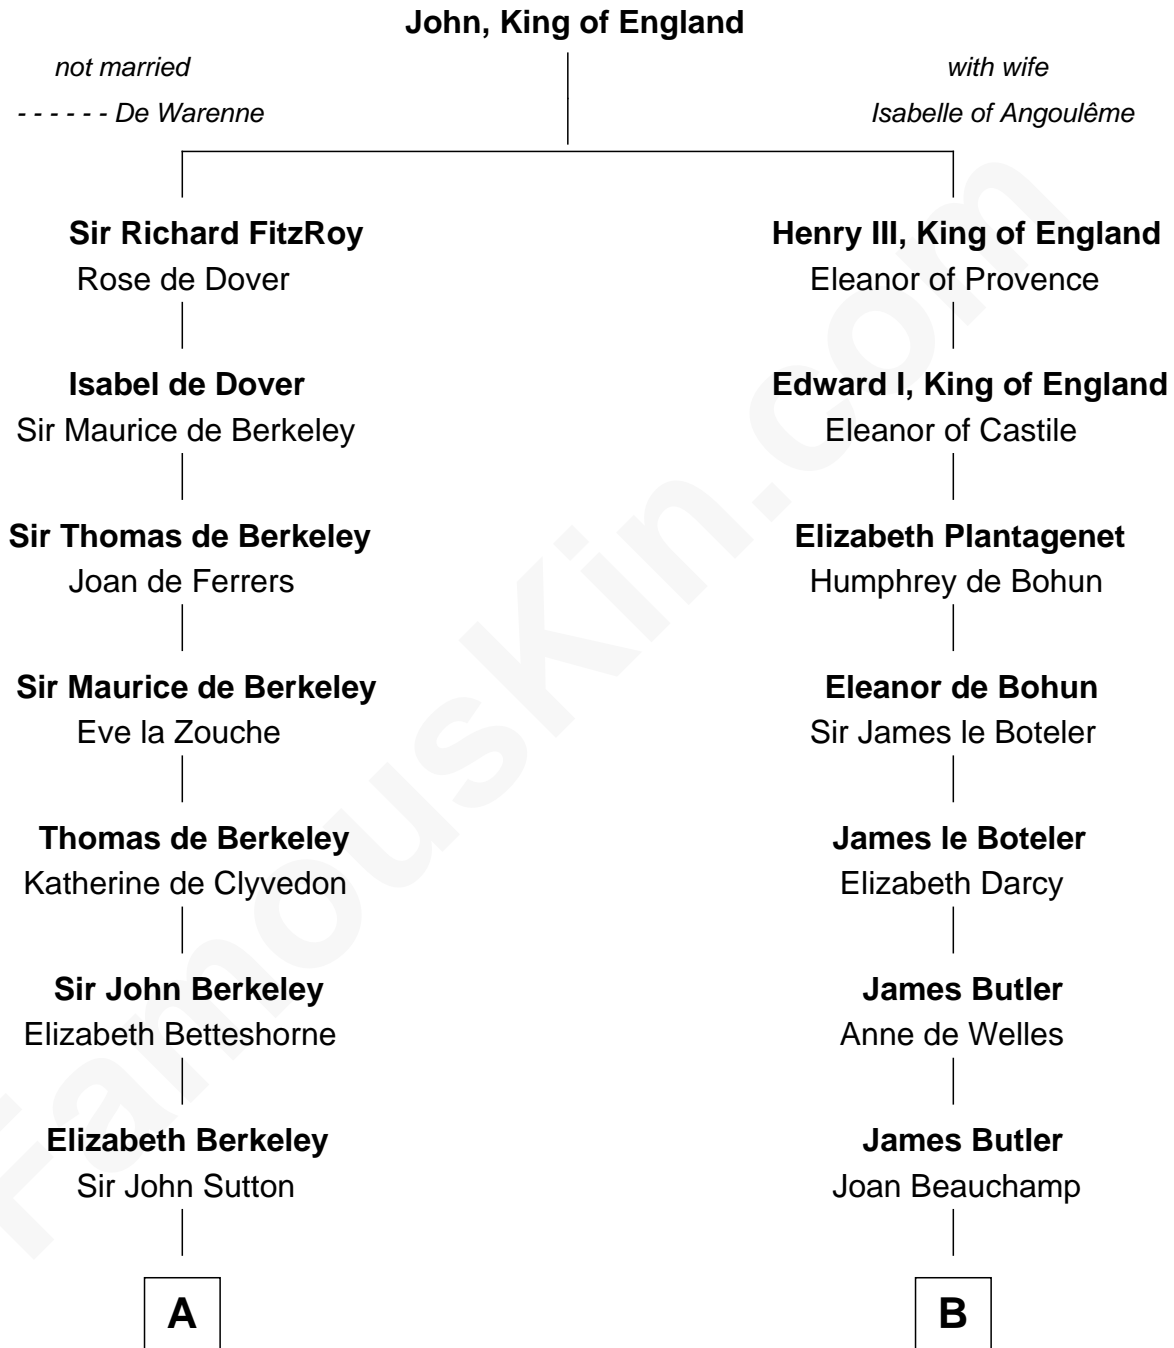 John, King of England
not married
- - - - - - De Warenne
with wife
Isabelle of Angoulême
Sir Richard FitzRoy
Rose de Dover
Henry III, King of England
Eleanor of Provence
Isabel de Dover
Sir Maurice de Berkeley
Edward I, King of England
Eleanor of Castile
Sir Thomas de Berkeley
Joan de Ferrers
Elizabeth Plantagenet
Humphrey de Bohun
Sir Maurice de Berkeley
Eve la Zouche
Eleanor de Bohun
Sir James le Boteler
Thomas de Berkeley
Katherine de Clyvedon
James le Boteler
Elizabeth Darcy
Sir John Berkeley
Elizabeth Betteshorne
James Butler
Anne de Welles
Elizabeth Berkeley
Sir John Sutton
James Butler
Joan Beauchamp
A
B
FamousKin.com